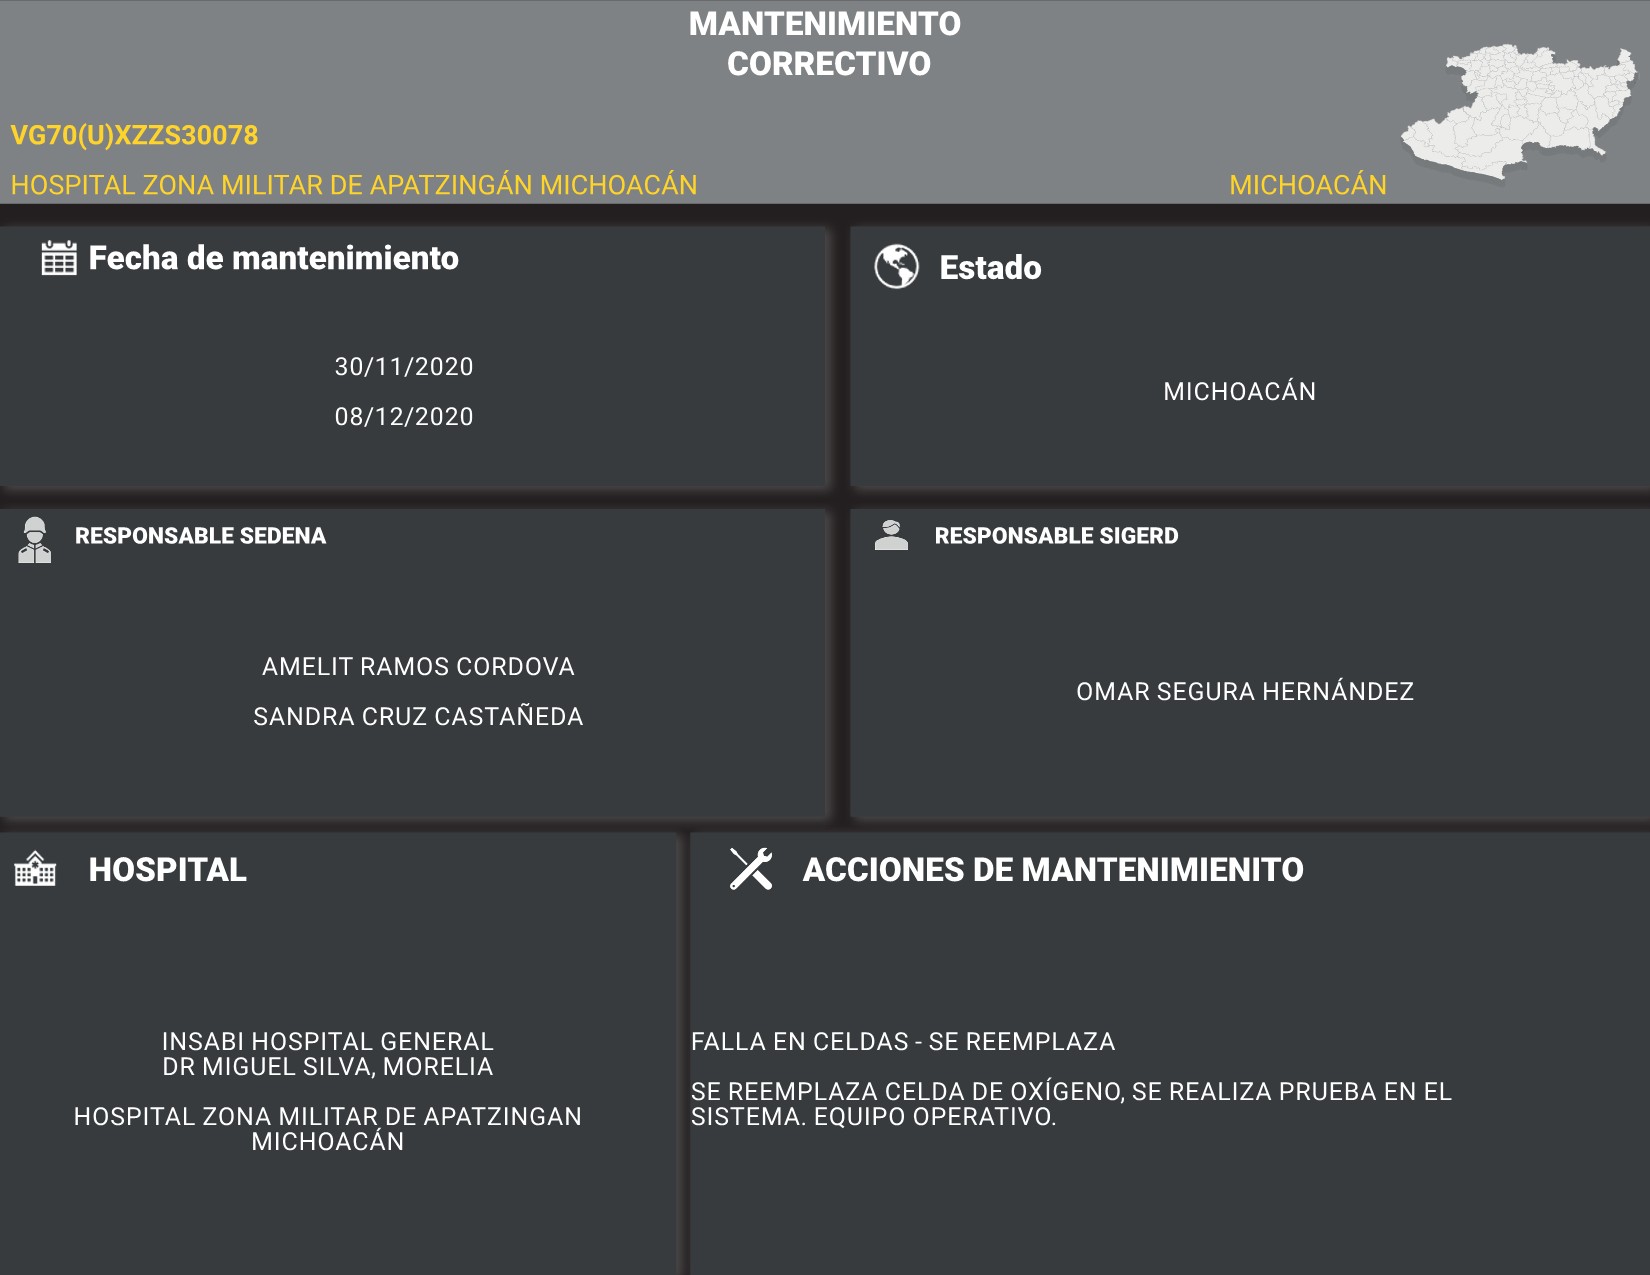 MANTENIMIENTO
CORRECTIVO
VG70(U)XZZS30078
HOSPITAL ZONA MILITAR DE APATZINGÁN MICHOACÁN
MICHOACÁN
Fecha de mantenimiento
30/11/2020
08/12/2020
Estado
MICHOACÁN
RESPONSABLE SEDENA
AMELIT RAMOS CORDOVA
SANDRA CRUZ CASTAÑEDA
RESPONSABLE SIGERD
OMAR SEGURA HERNÁNDEZ
HOSPITAL
INSABI HOSPITAL GENERAL
DR MIGUEL SILVA, MORELIA
HOSPITAL ZONA MILITAR DE APATZINGAN
MICHOACÁN
ACCIONES DE MANTENIMIENITO
FALLA EN CELDAS - SE REEMPLAZA
SE REEMPLAZA CELDA DE OXÍGENO, SE REALIZA PRUEBA EN EL
SISTEMA. EQUIPO OPERATIVO.